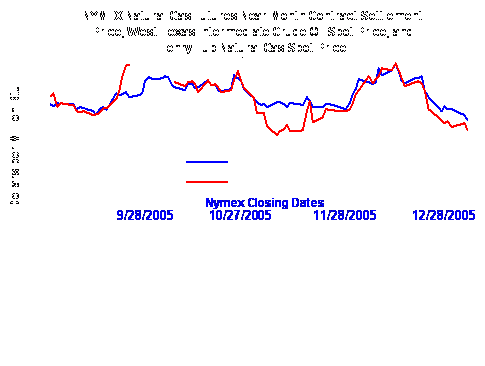 NYMEX Natural Gas Futures Near-Month Contract Settlement
Price, West Texas Intermediate Crude Oil Spot Price, and
Henry Hub Natural Gas Spot Price
Nymex Closing Dates
9/28/2005 10/27/2005 11/28/2005 12/28/2005